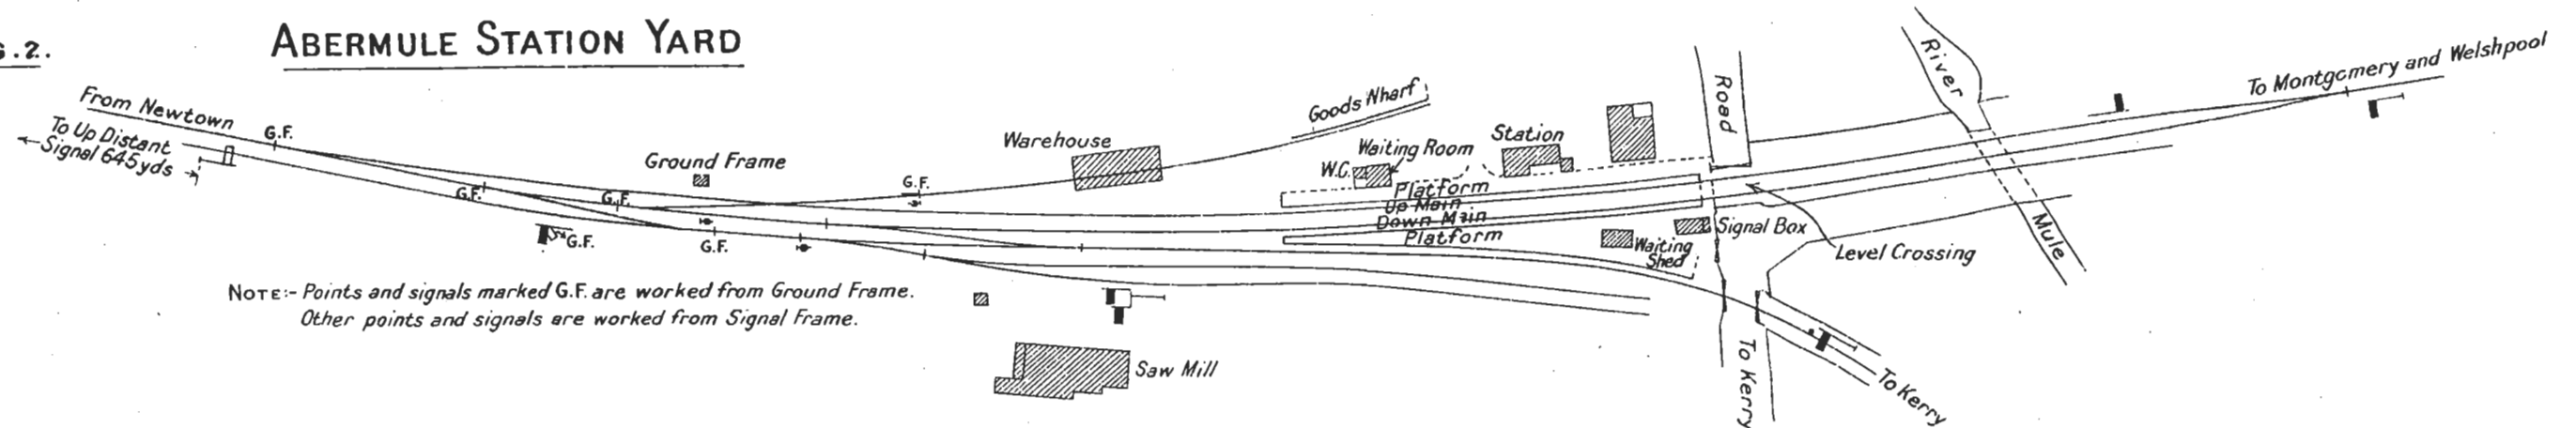 G.2.
ABERMULE STATION YARD
From Newtown
To Up Distant
Signal 645yds
G.F.
G.F.
G.F.
G.F.
G.F.
G.F.
Ground Frame
Warehouse
Goods Wharf
W.C.
Waiting Room
Station
Platform
Up Main
Down Main
Platform
Waiting
Shed
Signal Box
Level Crossing
Road
River
Mule
To Montgomery and Welshpool
To Kerry
To Kerry
Saw Mill
NOTE:- Points and signals marked G.F. are worked from Ground Frame.
Other points and signals are worked from Signal Frame.